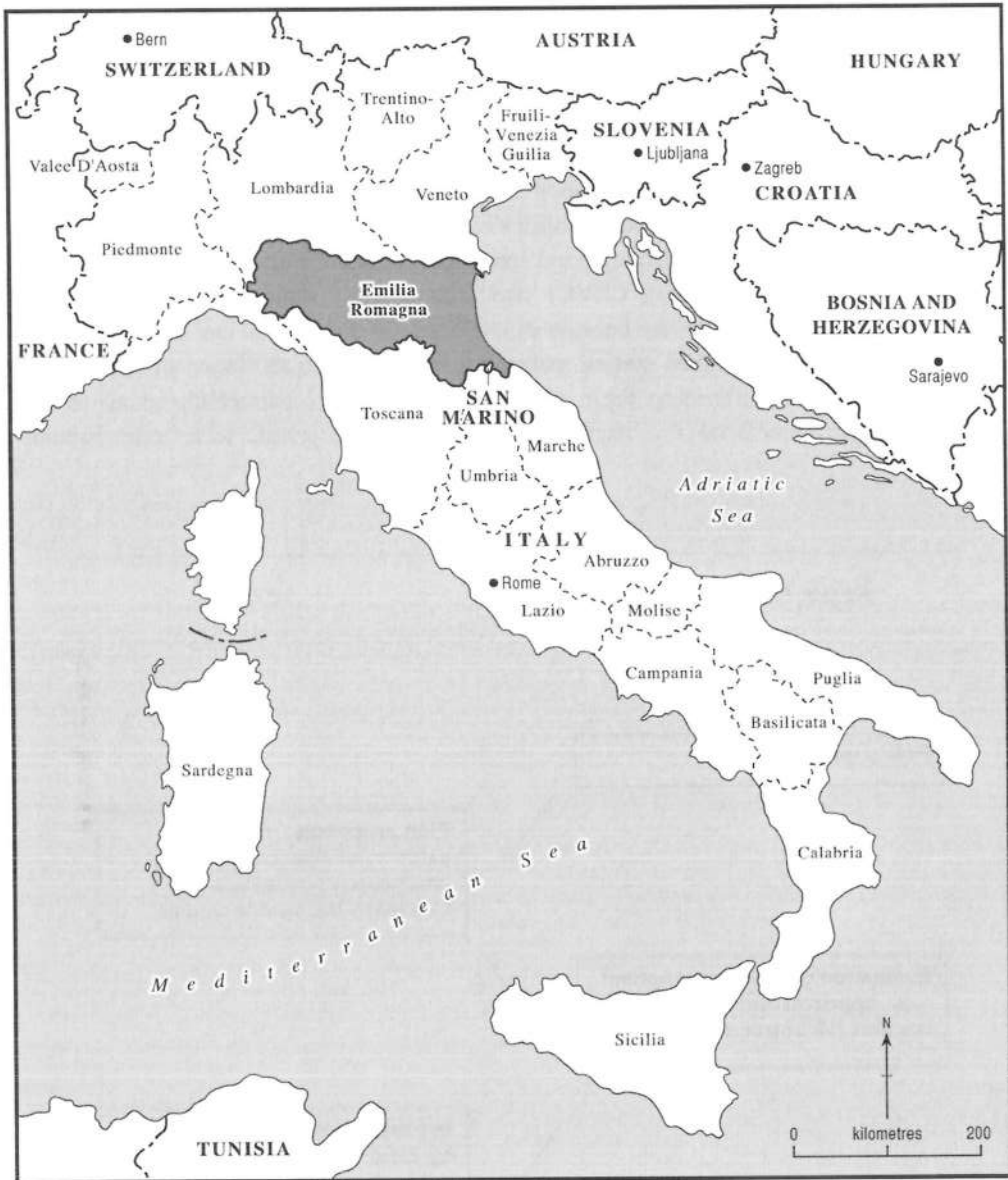 Bern
SWITZERLAND
AUSTRIA
HUNGARY
Trentino-
Alto
Fruili-
Venezia
Guilia
SLOVENIA
Ljubljana
Zagreb
CROATIA
Valee D'Aosta
Lombardia
Veneto
Piedmonte
Emilia
Romagna
BOSNIA AND
HERZEGOVINA
Sarajevo
FRANCE
SAN
MARINO
Toscana
Marche
Umbria
Adriatic
Sea
ITALY
Abruzzo
Rome
Lazio
Molise
Campania
Puglia
Basilicata
Sardegna
Calabria
Mediterranean Sea
Sicilia
N
0 kilometres 200
TUNISIA